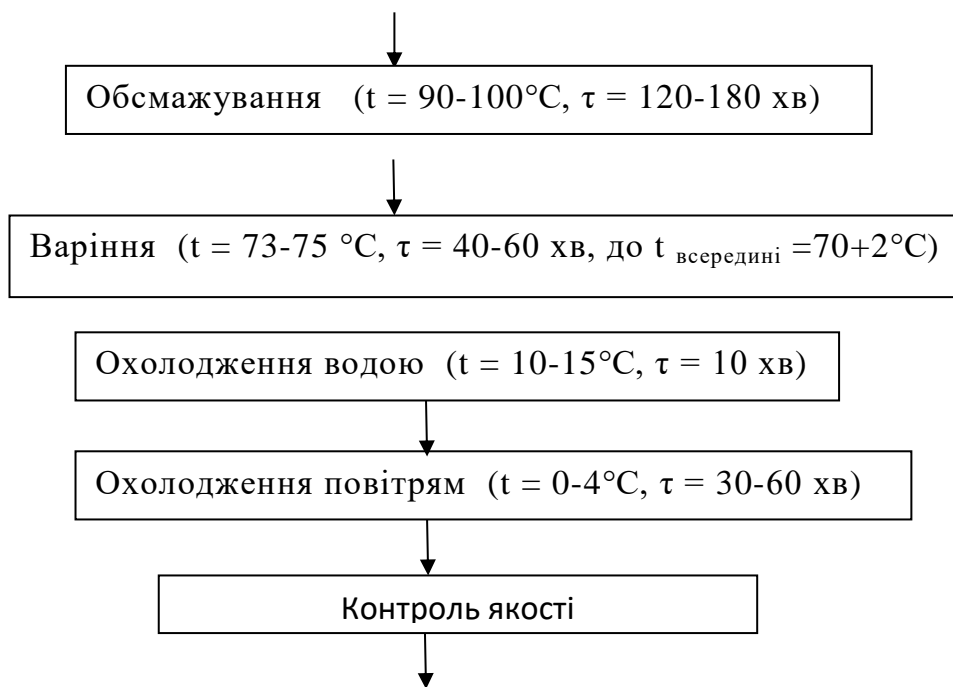 Обсмажування (t = 90-100°С, τ = 120-180 хв)
Варіння (t = 73-75 °С, τ = 40-60 хв, до t всередині =70+2°С)
Охолодження водою (t = 10-15°С, τ = 10 хв)
Охолодження повітрям (t = 0-4°С, τ = 30-60 хв)
Контроль якості